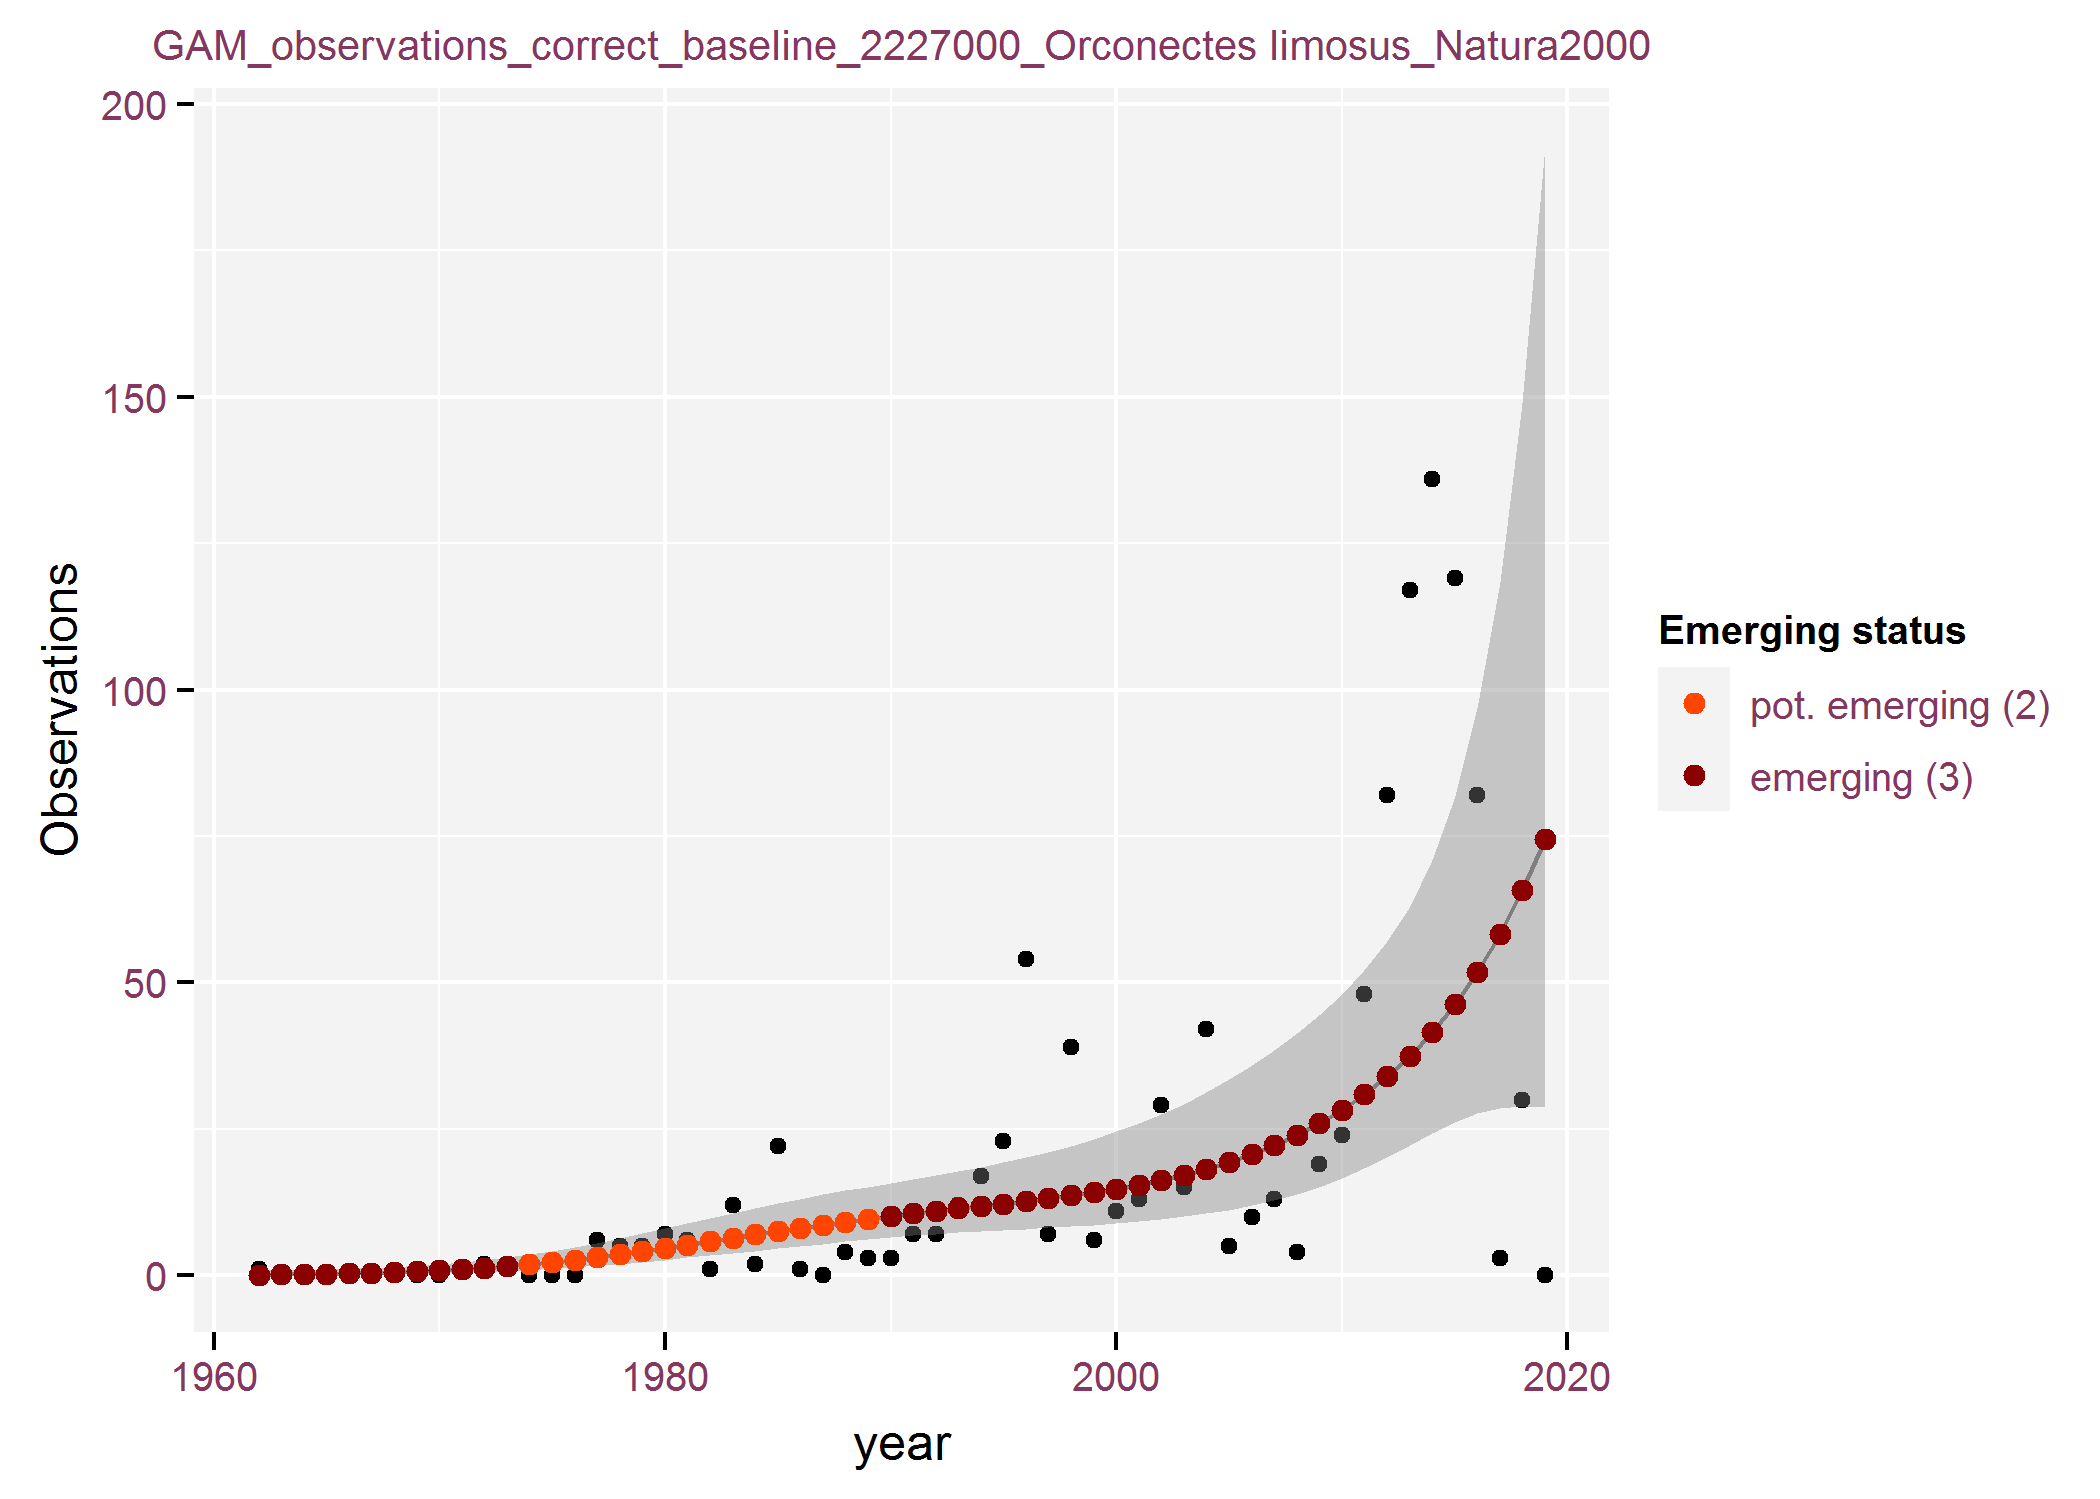 GAM_observations_correct_baseline_2227000_Orconectes limosus_Natura2000
200
150
100
50
0
Observations
1960
1980
2000
2020
year
Emerging status
pot. emerging (2)
emerging (3)